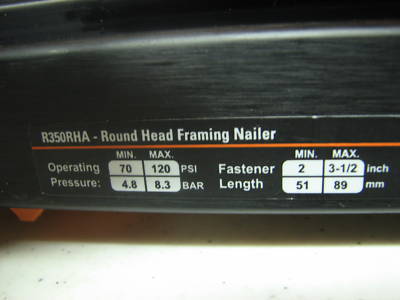 R350RHA - Round Head Framing Nailer
MIN. MAX. MIN. MAX.
Operating 70 120 PSI Fastener 2 3-1/2 inch
Pressure: 4.8 8.3 BAR Length 51 89 mm